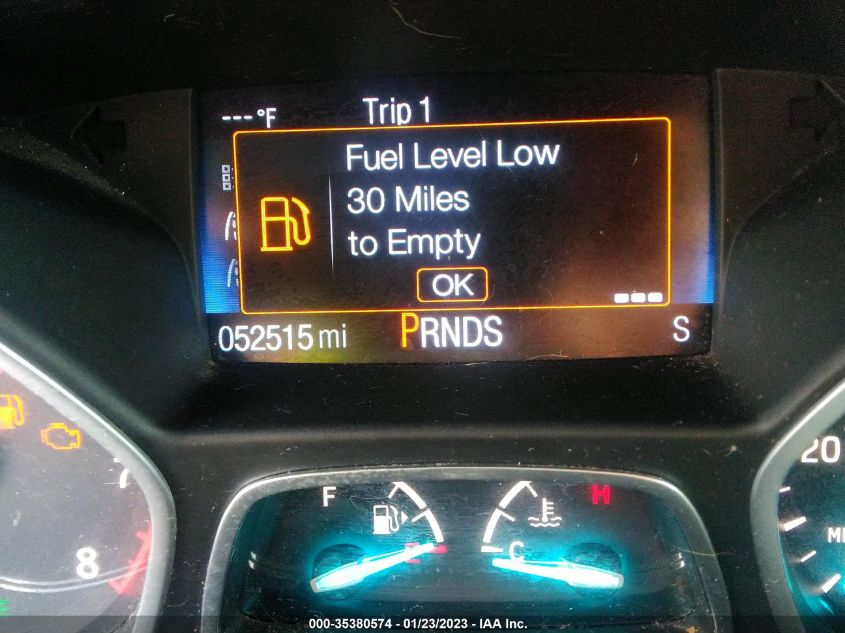 ---°F Trip 1
Fuel Level Low
30 Miles
to Empty
OK
052515 mi PRNDS S
7
8
F
E
H
C
20
000-35380574 - 01/23/2023 - IAA Inc.